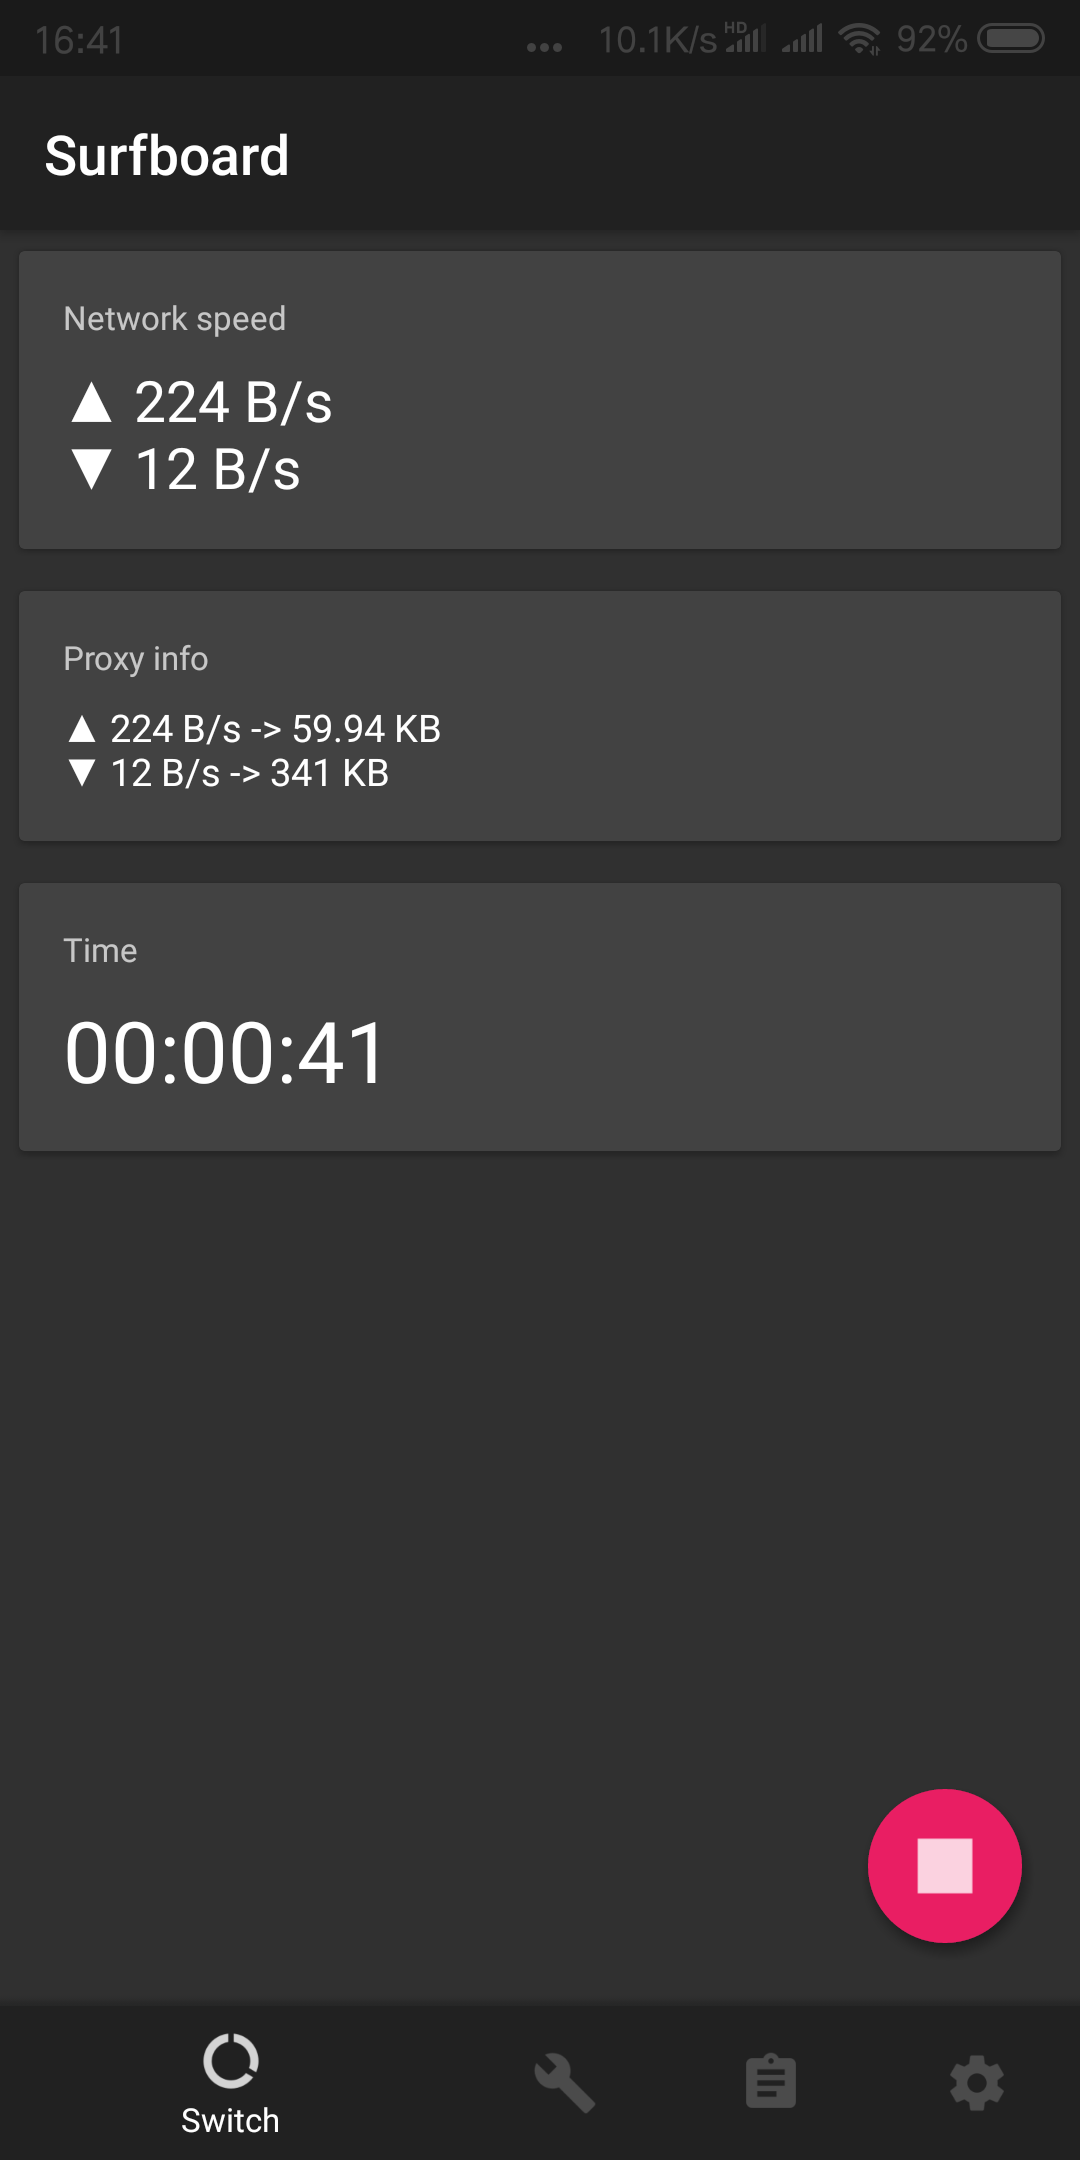 16:41 ... 10.1K/s HD 92%
Surfboard
Network speed
▲ 224 B/s
▼ 12 B/s
Proxy info
▲ 224 B/s -> 59.94 KB
▼ 12 B/s -> 341 KB
Time
00:00:41
Switch